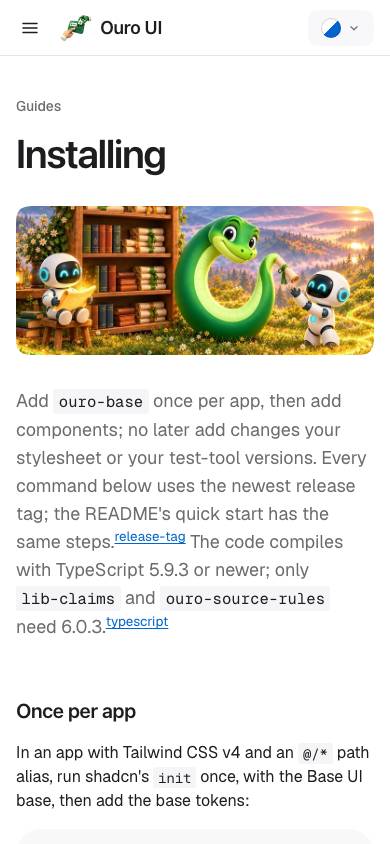 Ouro UI
Guides
Installing
Add ouro-base once per app, then add
components; no later add changes your
stylesheet or your test-tool versions. Every
command below uses the newest release
tag; the README's quick start has the
same steps.release-tag The code compiles
with TypeScript 5.9.3 or newer; only
lib-claims and ouro-source-rules
need 6.0.3.typescript
Once per app
In an app with Tailwind CSS v4 and an @/* path
alias, run shadcn's init once, with the Base UI
base, then add the base tokens: